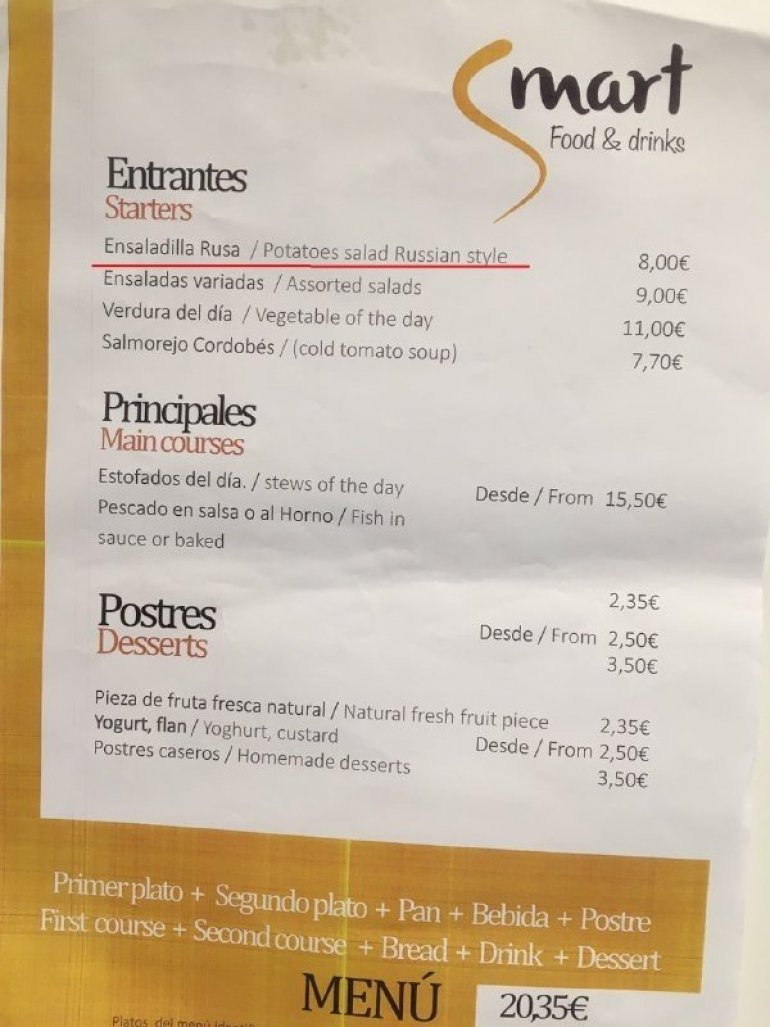 Smart
Food & drinks
Entrantes
Starters
Ensaladilla Rusa / Potatoes salad Russian style 8,00€
Ensaladas variadas / Assorted salads 9,00€
Verdura del día / Vegetable of the day 11,00€
Salmorejo Cordobés / (cold tomato soup) 7,70€
Principales
Main courses
Estofados del día. / stews of the day Desde / From 15,50€
Pescado en salsa o al Horno / Fish in
sauce or baked
2,35€
Postres
Desde / From 2,50€
Desserts
3,50€
Pieza de fruta fresca natural / Natural fresh fruit piece 2,35€
Yogurt, flan / Yoghurt, custard Desde / From 2,50€
Postres caseros / Homemade desserts 3,50€
Primer plato + Segundo plato + Pan + Bebida + Postre
First course + Second course + Bread + Drink + Dessert
MENÚ 20,35€
Platos del menú